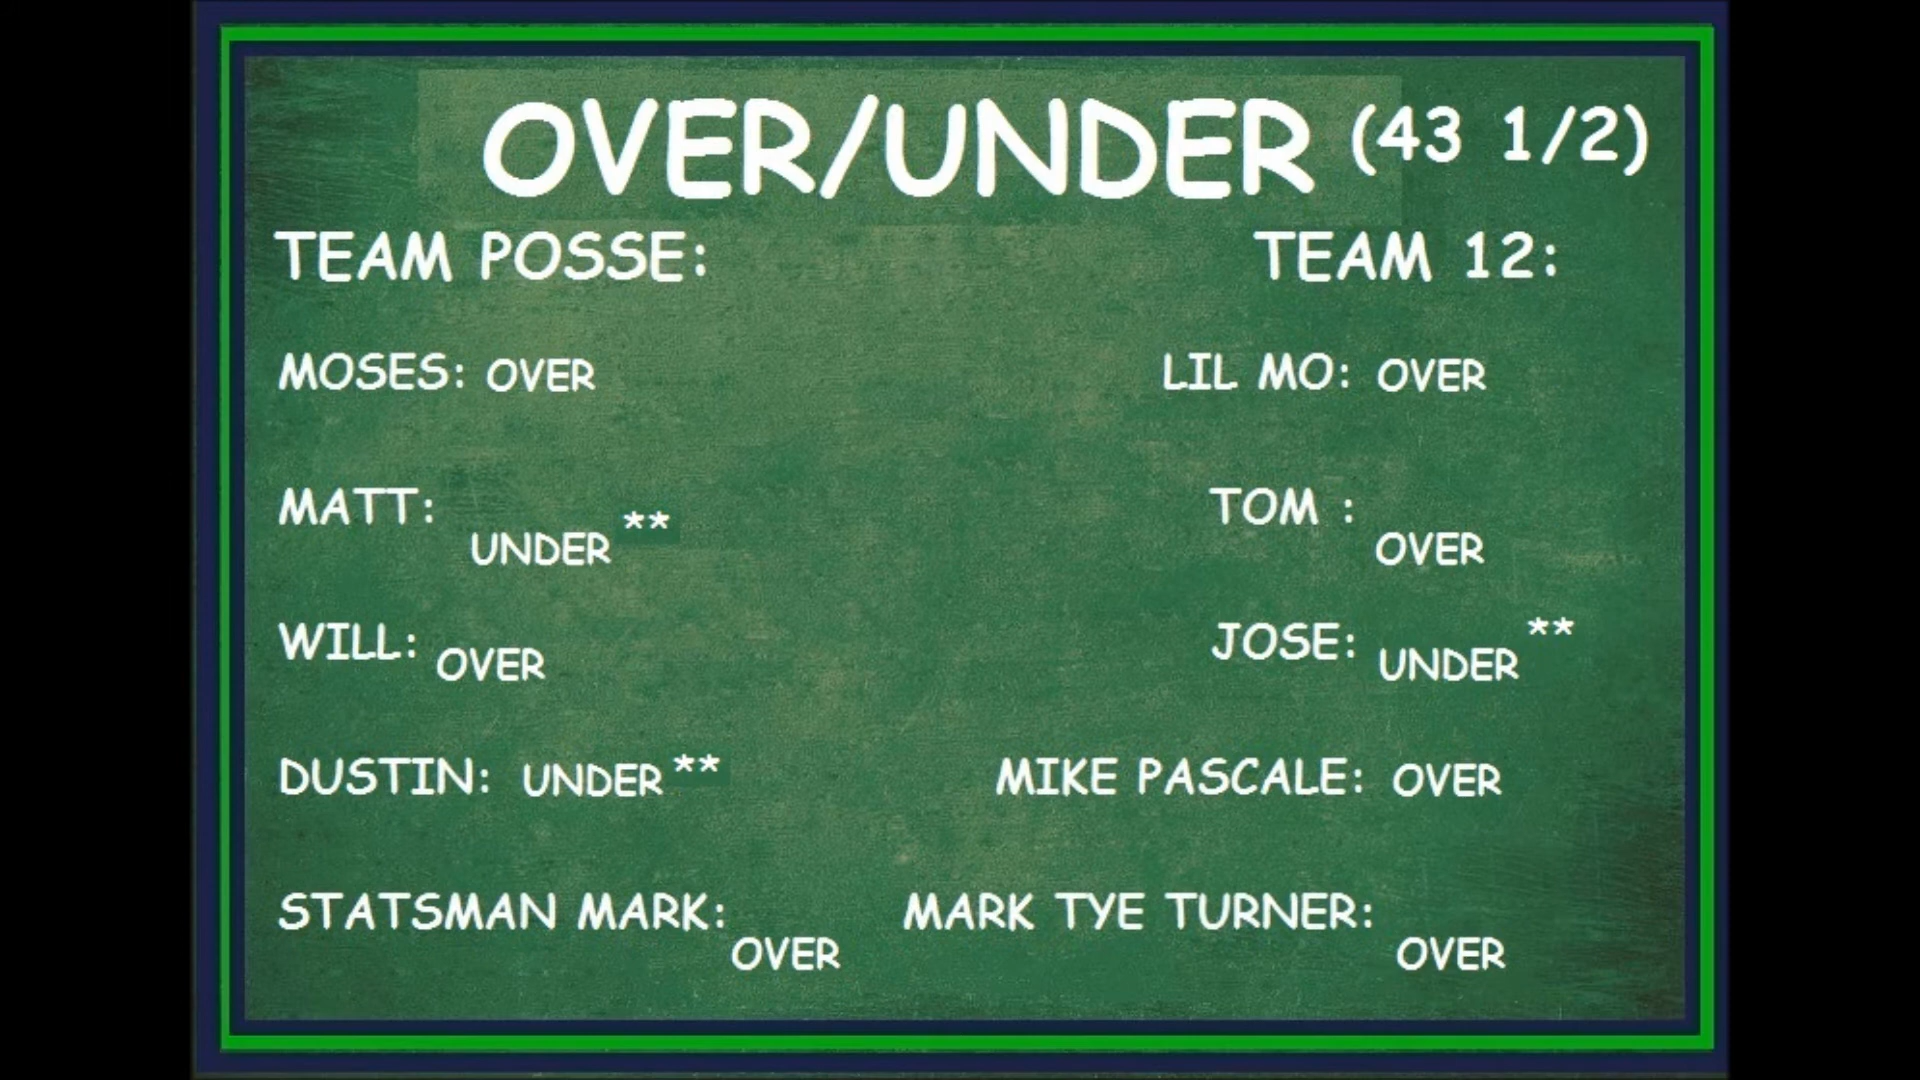 OVER/UNDER (43 1/2)
TEAM POSSE: TEAM 12:
MOSES: OVER LIL MO: OVER
MATT: UNDER ** TOM : OVER
WILL: OVER JOSE: UNDER **
DUSTIN: UNDER ** MIKE PASCALE: OVER
STATSMAN MARK: OVER MARK TYE TURNER: OVER